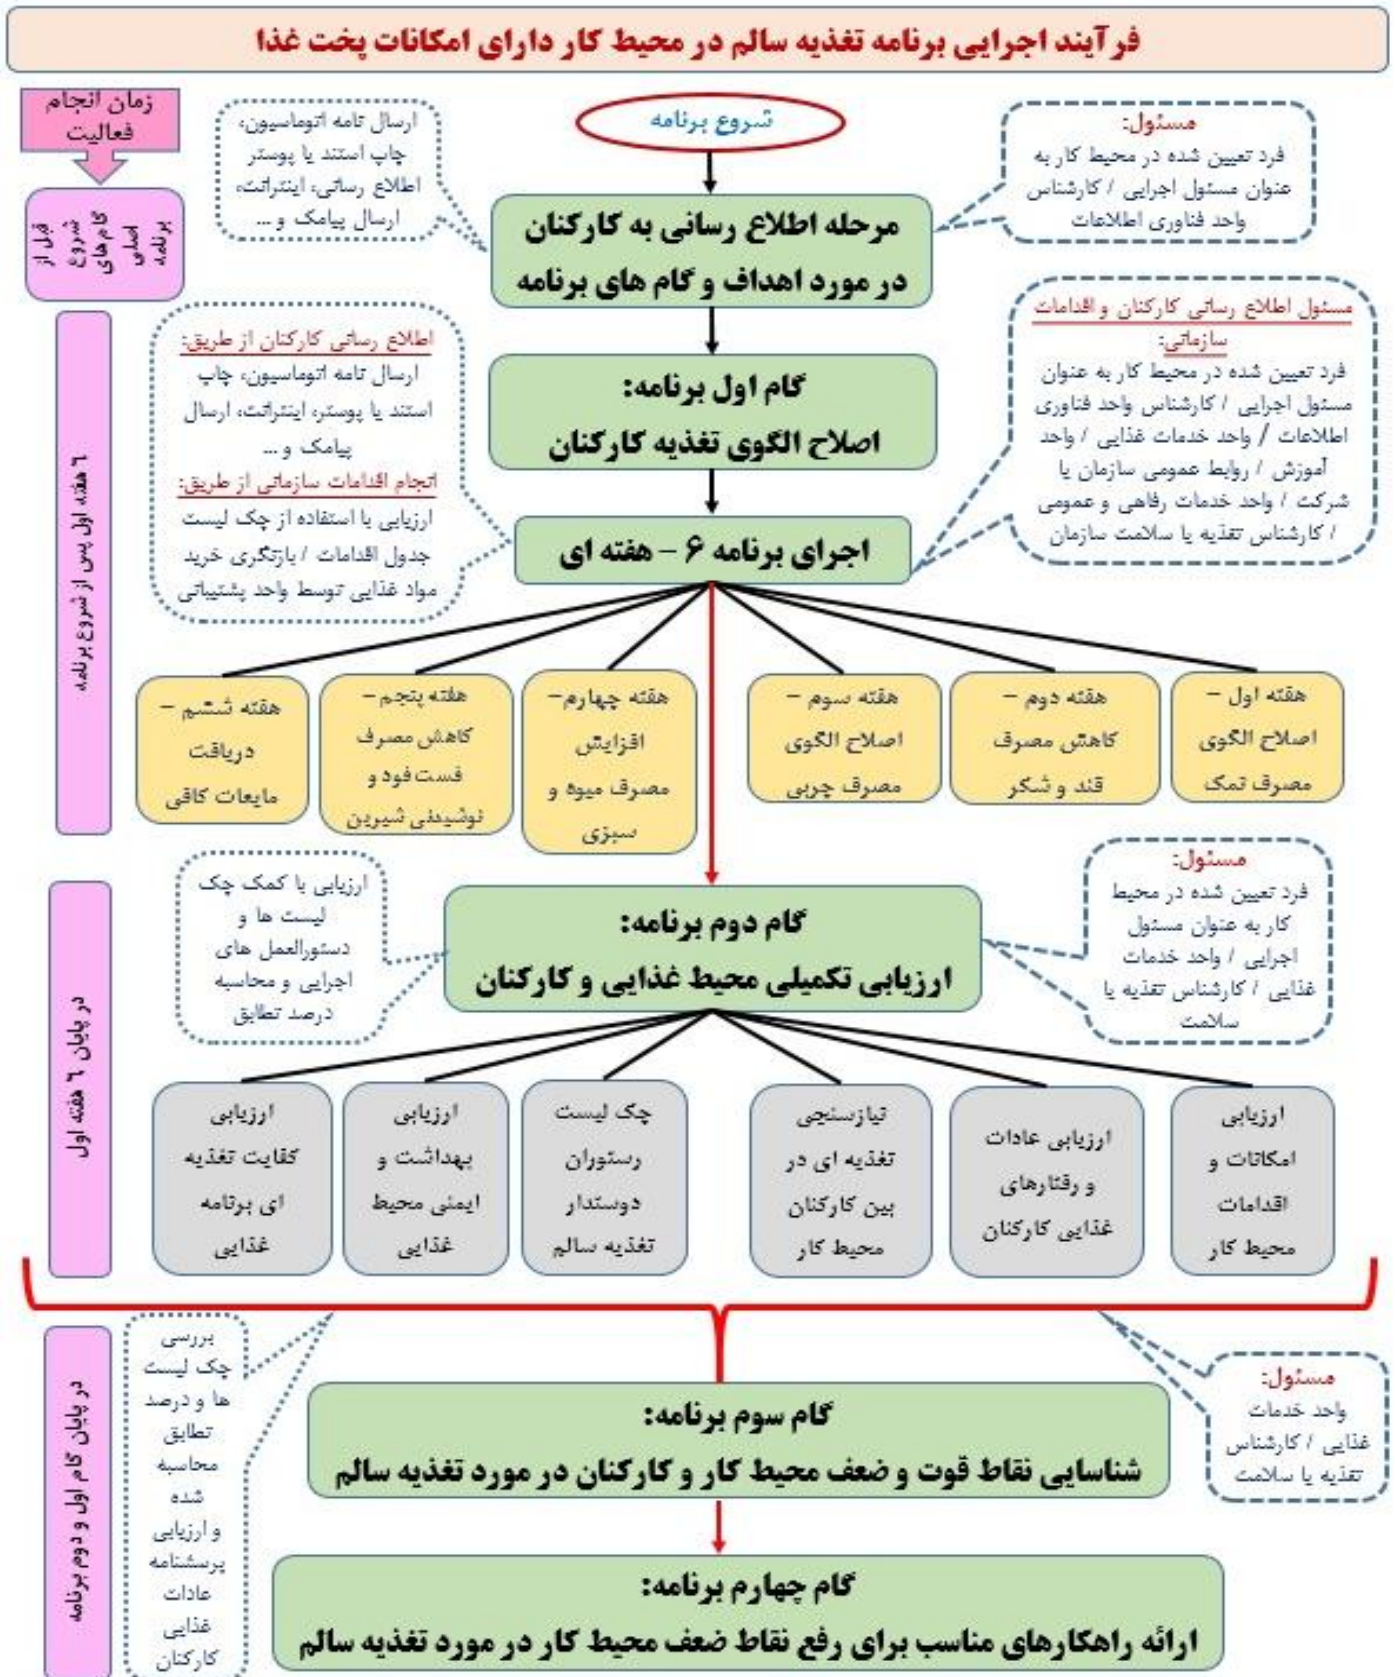 فرآیند اجرایی برنامه تغذیه سالم در محیط کار دارای امکانات پخت غذا
زمان انجام
فعالیت
شروع برنامه
مسئول:
فرد تعیین شده در محیط کار به
عنوان مسئول اجرایی / کارشناس
واحد فناوری اطلاعات
ارسال نامه اتوماسیون،
چاپ استند یا پوستر
اطلاع رسانی، اینترانت،
ارسال پیامک و ...
قبل از
شروع
گام های
اصلی
برنامه
مرحله اطلاع رسانی به کارکنان
در مورد اهداف و گام های برنامه
مسئول اطلاع رسانی کارکنان و اقدامات
سازمانی:
فرد تعیین شده در محیط کار به عنوان
مسئول اجرایی / کارشناس واحد فناوری
اطلاعات / واحد خدمات غذایی / واحد
آموزش / روابط عمومی سازمان یا
شرکت / واحد خدمات رفاهی و عمومی
/ کارشناس تغذیه یا سلامت سازمان
گام اول برنامه:
اصلاح الگوی تغذیه کارکنان
اطلاع رسانی کارکنان از طریق:
ارسال نامه اتوماسیون، چاپ
استند یا پوستر، اینترانت، ارسال
پیامک و ...
انجام اقدامات سازمانی از طریق:
ارزیابی با استفاده از چک لیست
جدول اقدامات / بازنگری خرید
مواد غذایی توسط واحد پشتیبانی
۶ هفته اول پس از شروع برنامه
اجرای برنامه ۶ – هفته ای
هفته اول –
اصلاح الگوی
مصرف نمک
هفته دوم –
کاهش مصرف
قند و شکر
هفته سوم –
اصلاح الگوی
مصرف چربی
هفته چهارم–
افزایش
مصرف میوه و
سبزی
هفته پنجم–
کاهش مصرف
فست فود و
نوشیدنی شیرین
هفته ششم –
دریافت
مایعات کافی
مسئول:
فرد تعیین شده در محیط
کار به عنوان مسئول
اجرایی / واحد خدمات
غذایی / کارشناس تغذیه یا
سلامت
گام دوم برنامه:
ارزیابی تکمیلی محیط غذایی و کارکنان
ارزیابی با کمک چک
لیست ها و
دستورالعمل های
اجرایی و محاسبه
درصد تطابق
در پایان ۶ هفته اول
ارزیابی
امکانات و
اقدامات
محیط کار
ارزیابی عادات
و رفتارهای
غذایی کارکنان
نیازسنجی
تغذیه ای در
بین کارکنان
محیط کار
چک لیست
رستوران
دوستدار
تغذیه سالم
ارزیابی
بهداشت و
ایمنی محیط
غذایی
ارزیابی
کفایت تغذیه
ای برنامه
غذایی
مسئول:
واحد خدمات
غذایی / کارشناس
تغذیه یا سلامت
گام سوم برنامه:
شناسایی نقاط قوت و ضعف محیط کار و کارکنان در مورد تغذیه سالم
بررسی
چک لیست
ها و درصد
تطابق
محاسبه
شده
و ارزیابی
پرسشنامه
عادات
غذایی
کارکنان
در پایان گام اول و دوم برنامه
گام چهارم برنامه:
ارائه راهکارهای مناسب برای رفع نقاط ضعف محیط کار در مورد تغذیه سالم